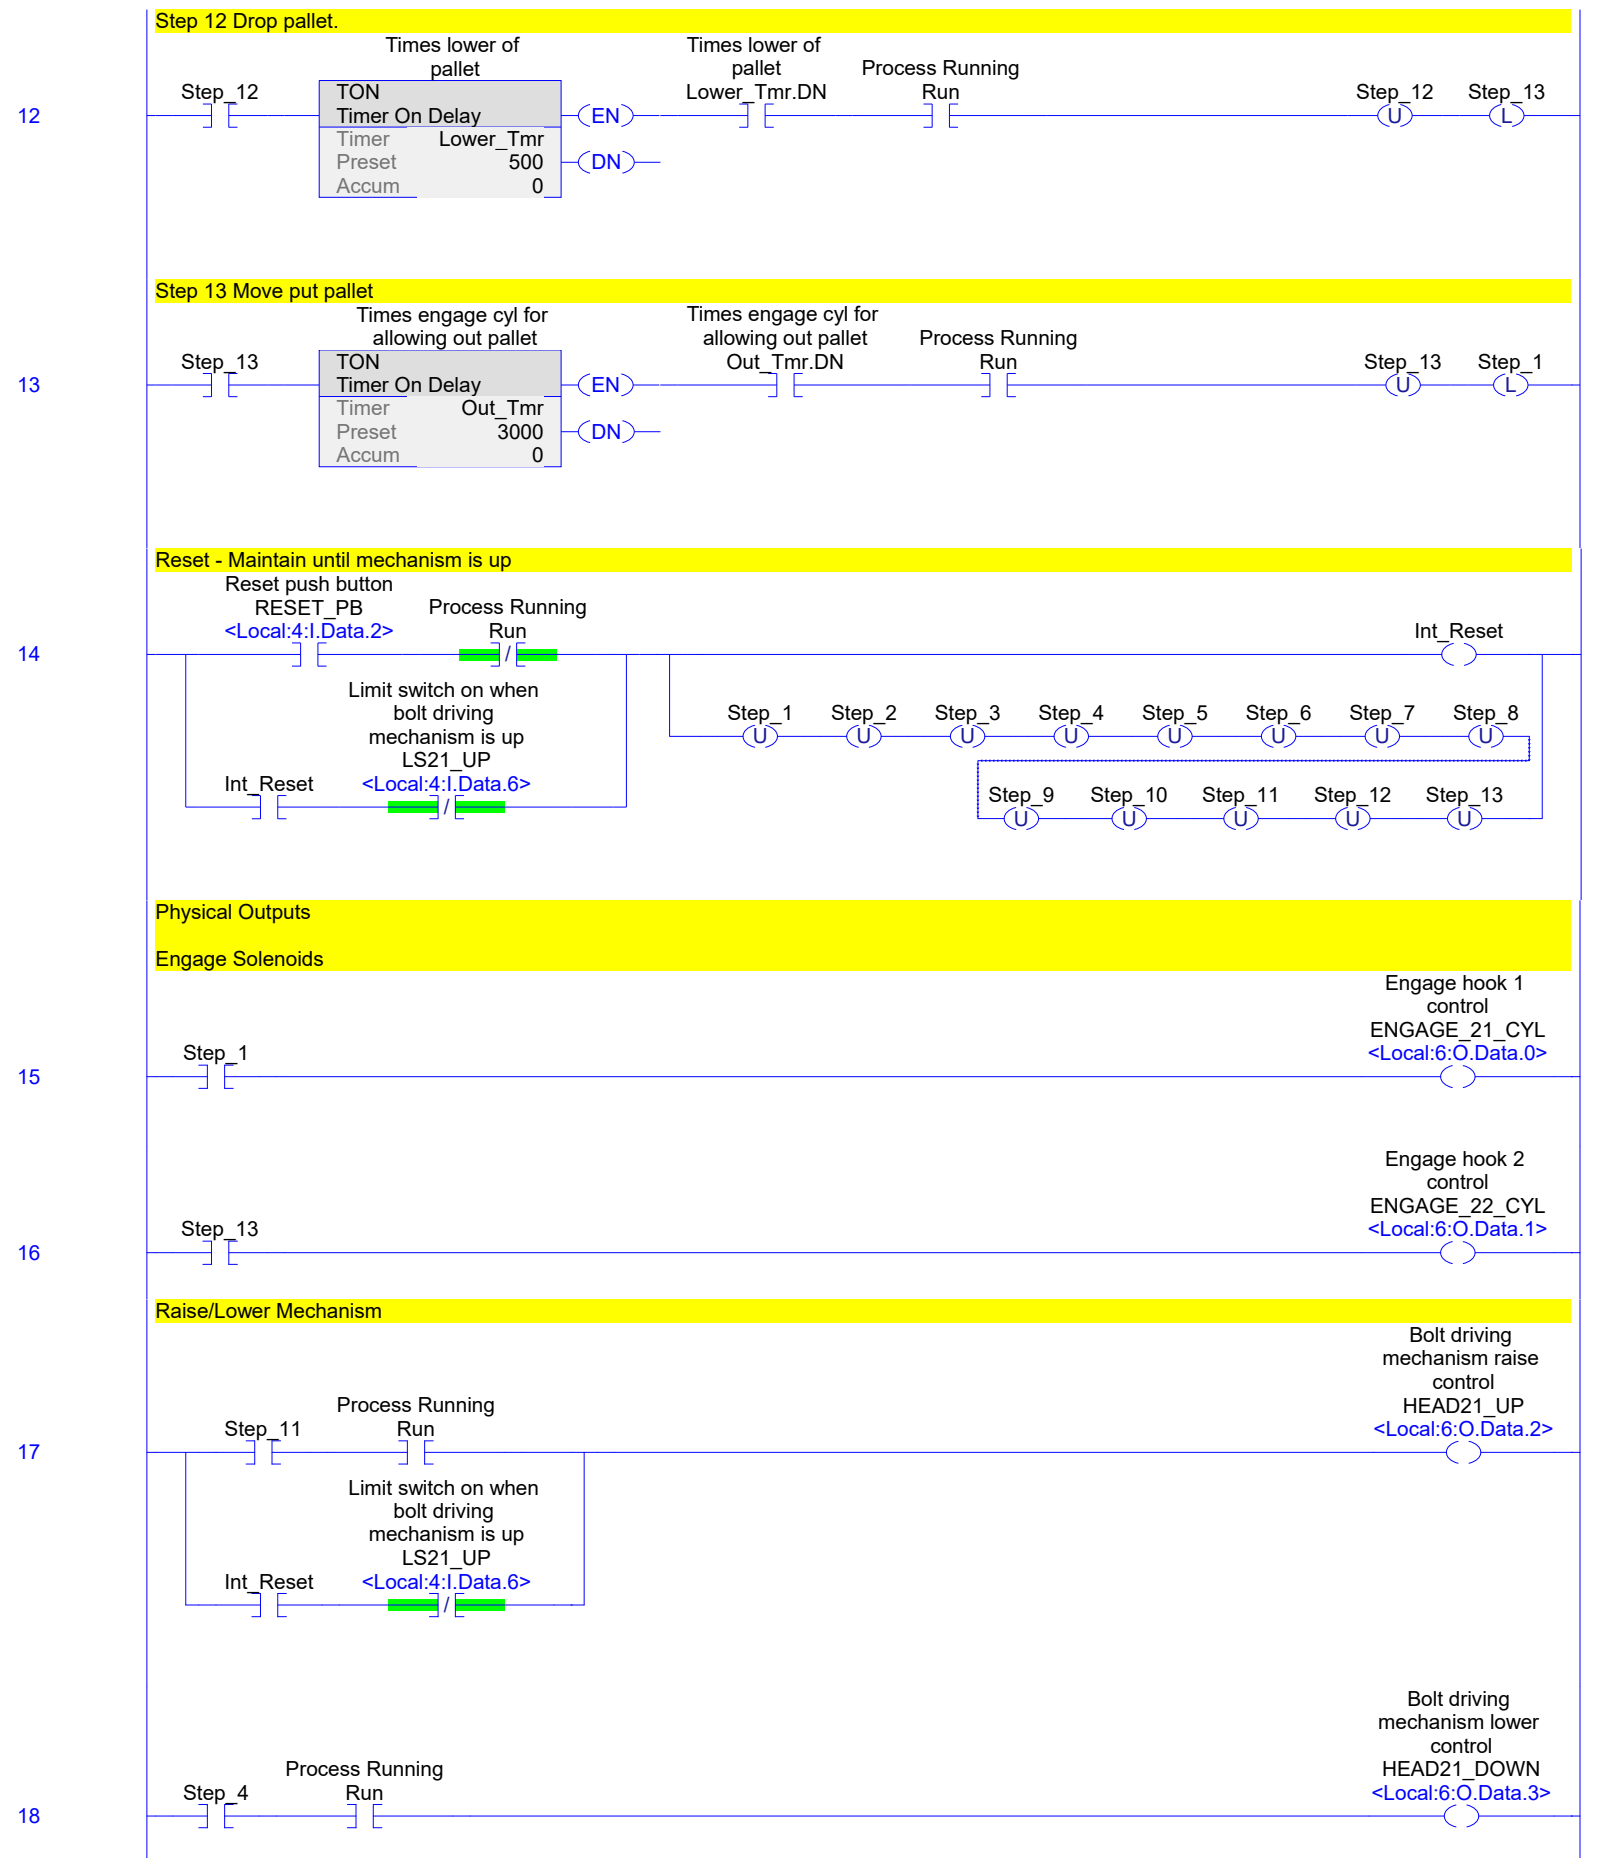 Step 12 Drop pallet.
Times lower of
pallet
Times lower of
pallet
Process Running
Step_12
TON
Lower_Tmr.DN
Run
Step_12
Step_13
12
Timer On Delay
EN
U
L
Timer
Lower_Tmr
Preset
500
DN
Accum
0
Step 13 Move put pallet
Times engage cyl for
allowing out pallet
Times engage cyl for
allowing out pallet
Process Running
Step_13
TON
Out_Tmr.DN
Run
Step_13
Step_1
13
Timer On Delay
EN
U
L
Timer
Out_Tmr
Preset
3000
DN
Accum
0
Reset - Maintain until mechanism is up
Reset push button
RESET_PB
<Local:4:I.Data.2>
Process Running
Run
Int_Reset
14
/
Limit switch on when
bolt driving
mechanism is up
LS21_UP
<Local:4:I.Data.6>
Int_Reset
/
Step_1
Step_2
Step_3
Step_4
Step_5
Step_6
Step_7
Step_8
U
U
U
U
U
U
U
U
Step_9
Step_10
Step_11
Step_12
Step_13
U
U
U
U
U
Physical Outputs
Engage Solenoids
Engage hook 1
control
ENGAGE_21_CYL
<Local:6:O.Data.0>
Step_1
15
Engage hook 2
control
ENGAGE_22_CYL
<Local:6:O.Data.1>
Step_13
16
Raise/Lower Mechanism
Bolt driving
mechanism raise
control
HEAD21_UP
<Local:6:O.Data.2>
Process Running
Step_11
Run
17
Limit switch on when
bolt driving
mechanism is up
LS21_UP
<Local:4:I.Data.6>
Int_Reset
/
Bolt driving
mechanism lower
control
HEAD21_DOWN
<Local:6:O.Data.3>
Process Running
Step_4
Run
18